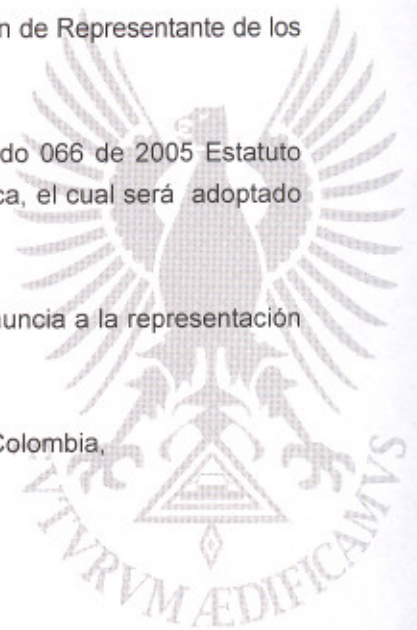 n de Representante de los
do 066 de 2005 Estatuto
ca, el cual será adoptado
nuncia a la representación
Colombia,
VTVRVM ÆDIFICAMVS